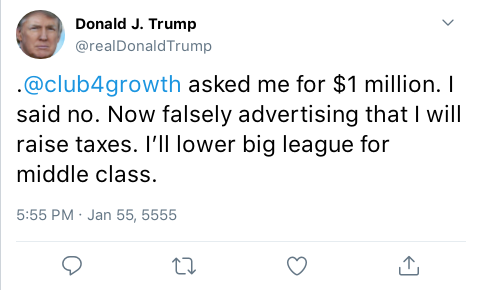 Donald J. Trump
@realDonaldTrump
.@club4growth asked me for $1 million. I
said no. Now falsely advertising that I will
raise taxes. I’ll lower big league for
middle class.
5:55 PM · Jan 55, 5555